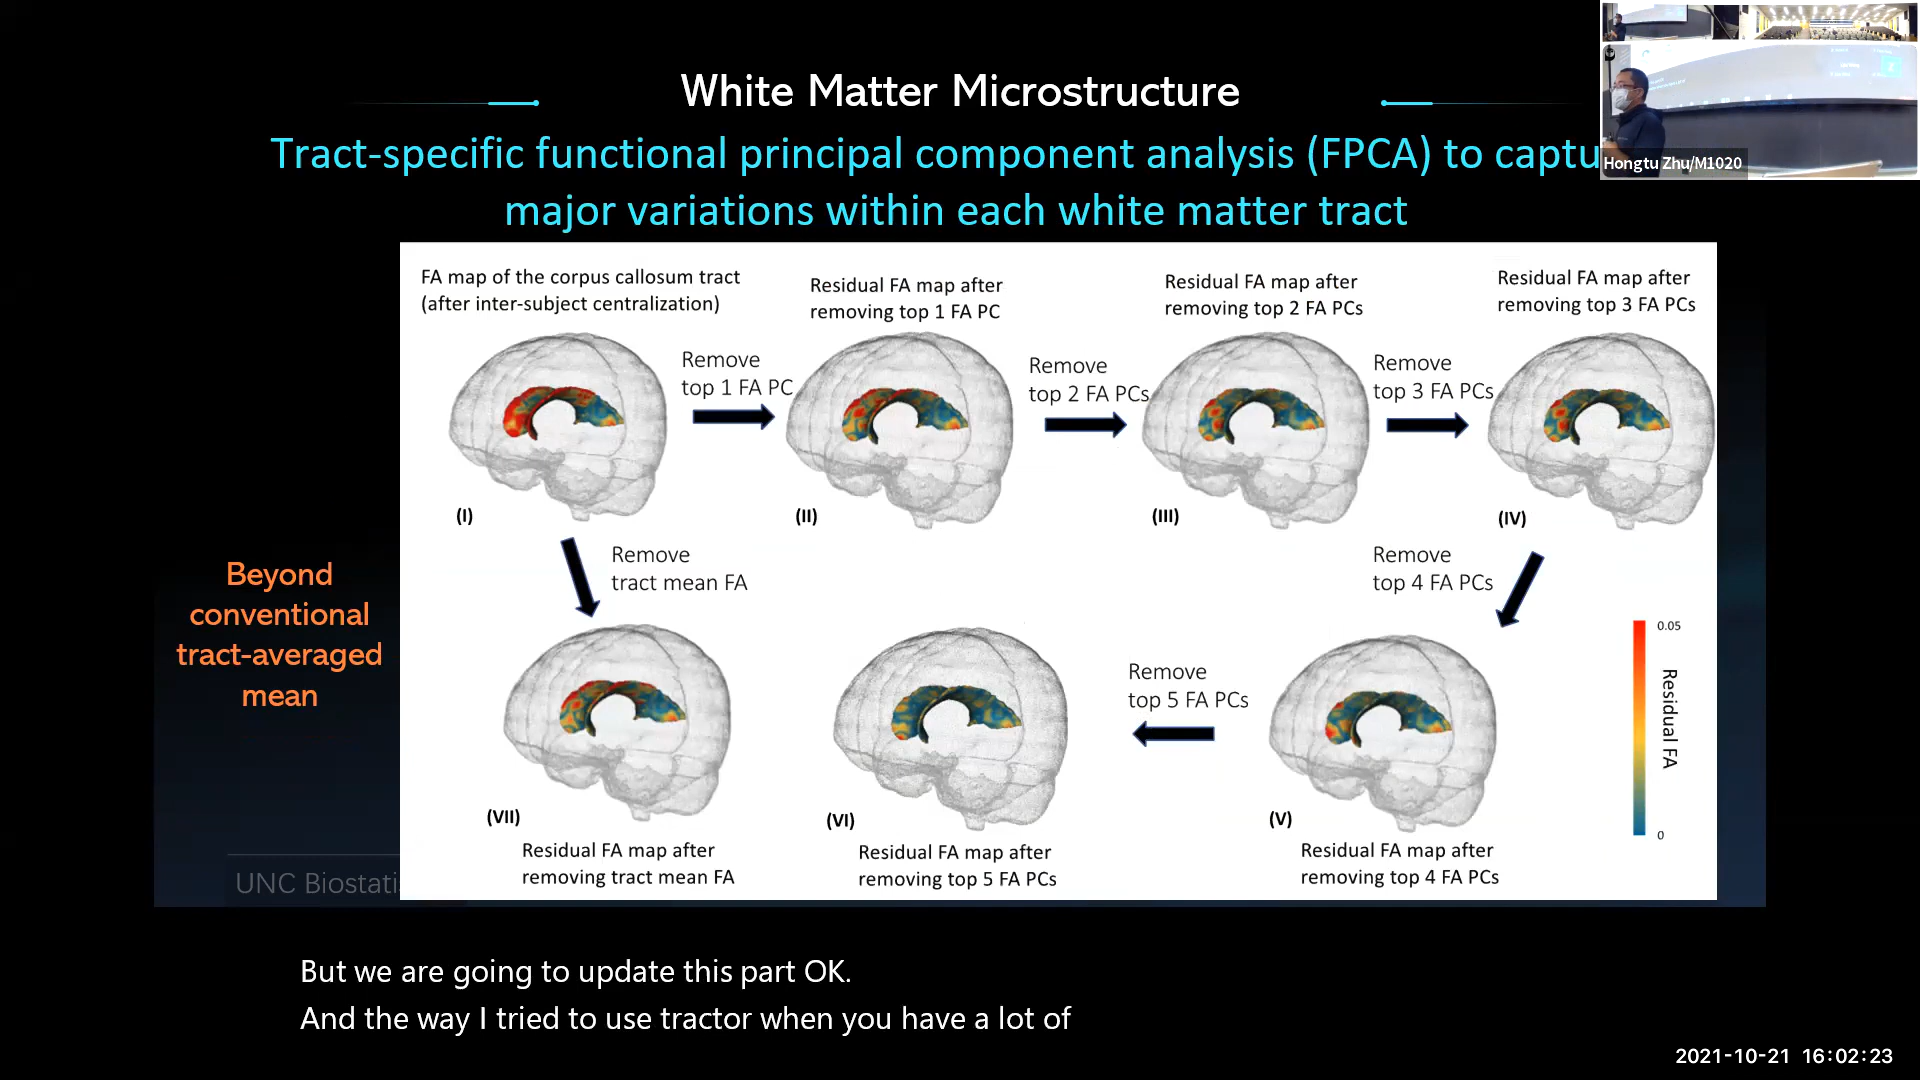 White Matter Microstructure
Tract-specific functional principal component analysis (FPCA) to captu
major variations within each white matter tract
Hongtu Zhu/M1020
FA map of the corpus callosum tract
(after inter-subject centralization)
Remove
top 1 FA PC
Residual FA map after
removing top 1 FA PC
Remove
top 2 FA PCs
Residual FA map after
removing top 2 FA PCs
Remove
top 3 FA PCs
Residual FA map after
removing top 3 FA PCs
(I)
(II)
(III)
(IV)
Remove
tract mean FA
Remove
top 4 FA PCs
Beyond
conventional
tract-averaged
mean
Remove
top 5 FA PCs
0.05
Residual FA
0
(VII)
(VI)
(V)
Residual FA map after
removing tract mean FA
Residual FA map after
removing top 5 FA PCs
Residual FA map after
removing top 4 FA PCs
UNC Biostati
But we are going to update this part OK.
And the way I tried to use tractor when you have a lot of
2021-10-21 16:02:23